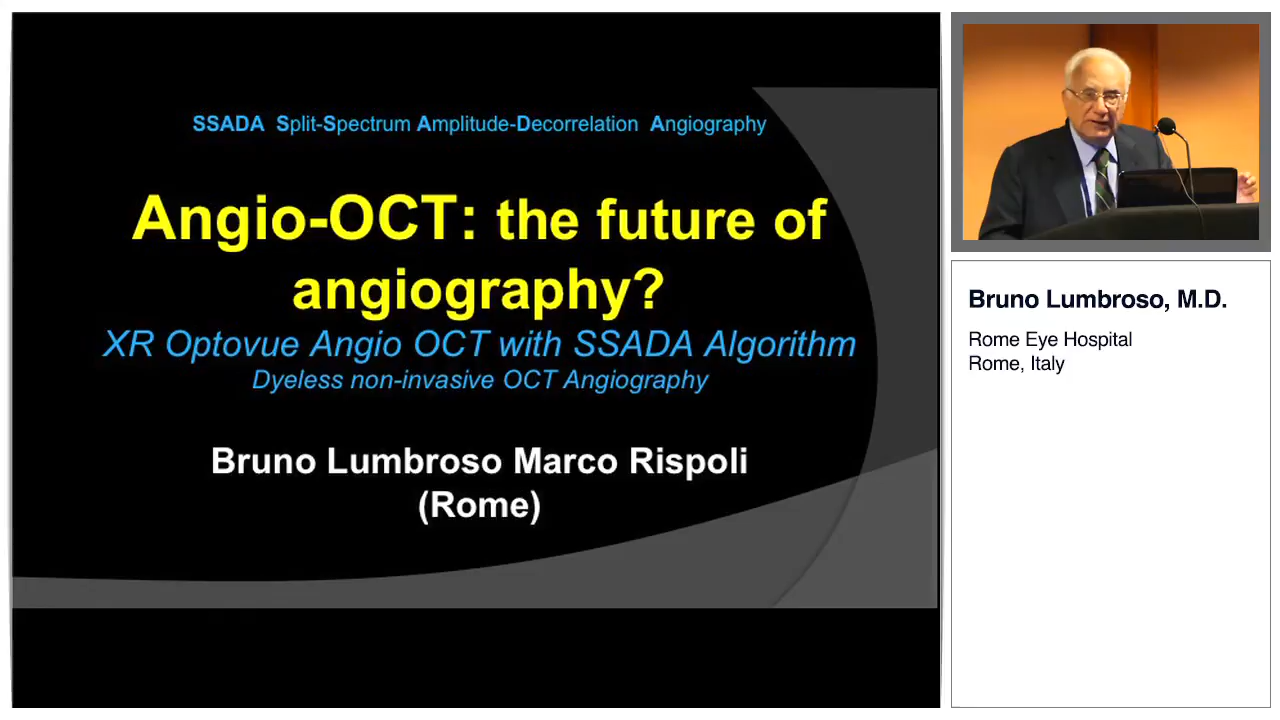 SSADA Split-Spectrum Amplitude-Decorrelation Angiography
Angio-OCT: the future of
angiography?
XR Optovue Angio OCT with SSADA Algorithm
Dyeless non-invasive OCT Angiography
Bruno Lumbroso Marco Rispoli
(Rome)
Bruno Lumbroso, M.D.
Rome Eye Hospital
Rome, Italy